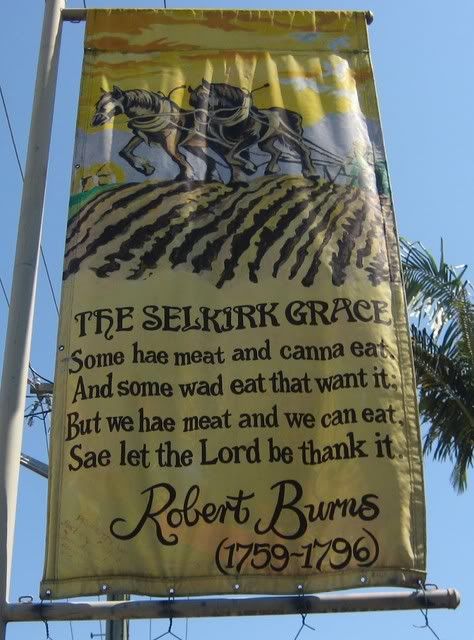 THE SELKIRK GRACE
Some hae meat and canna eat,
And some wad eat that want it;
But we hae meat and we can eat,
Sae let the Lord be thank it.
Robert Burns
(1759-1796)